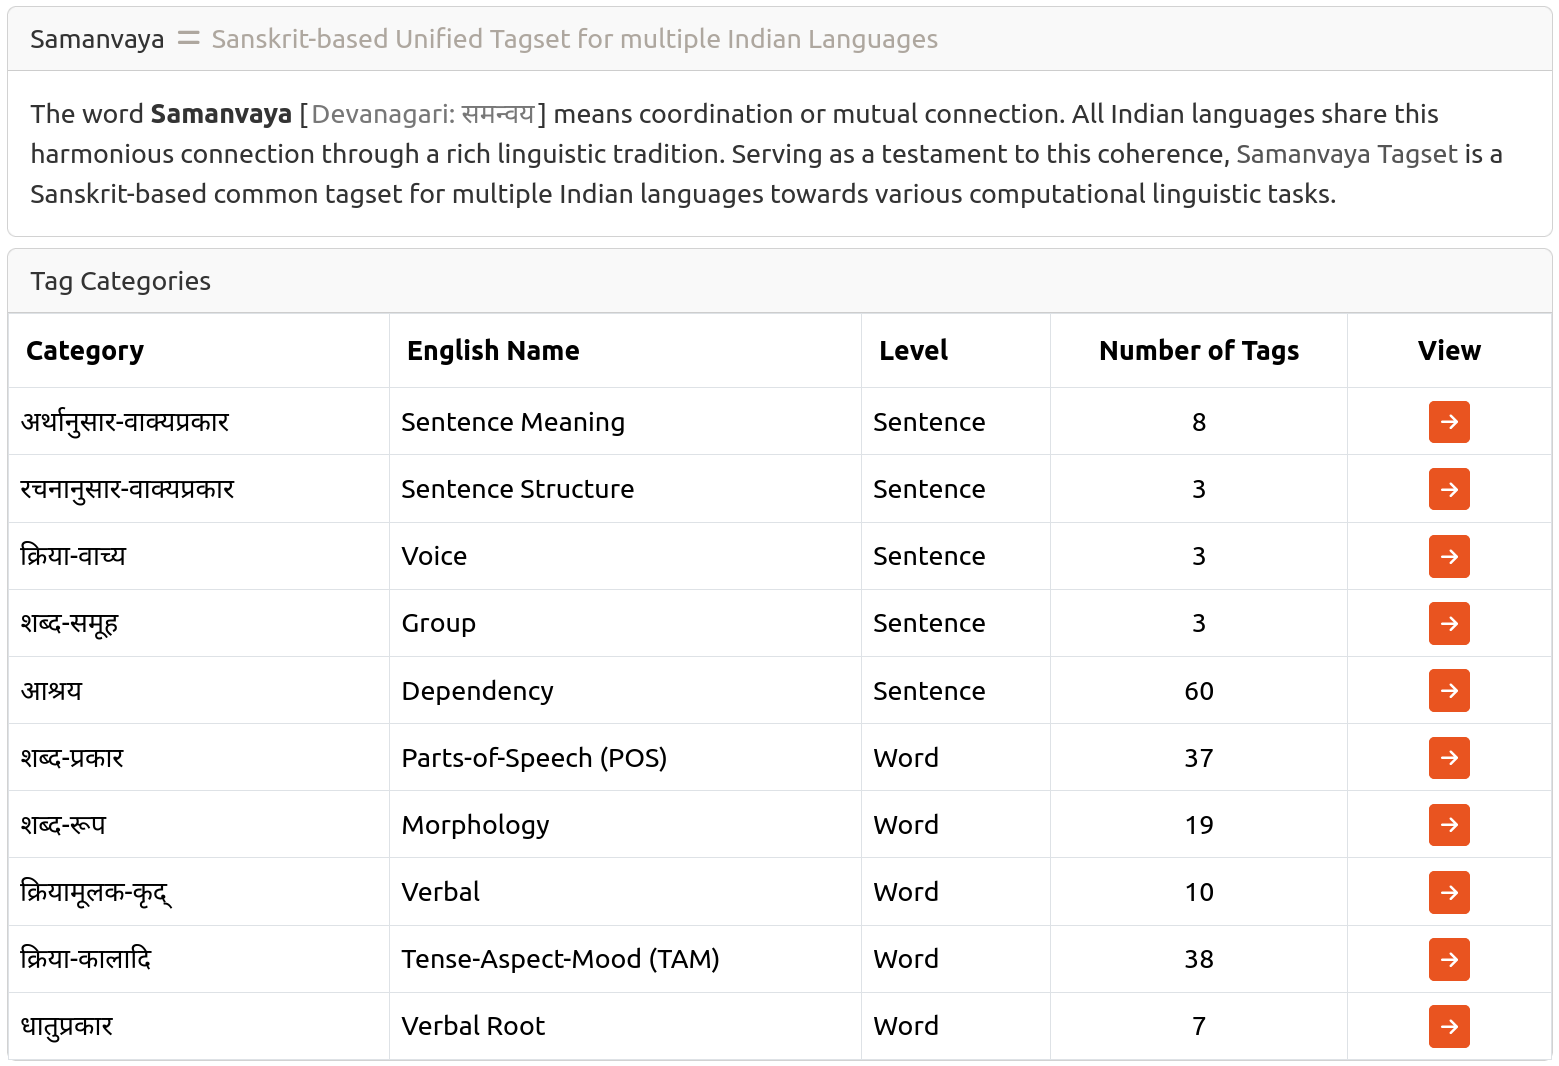 Samanvaya = Sanskrit-based Unified Tagset for multiple Indian Languages
The word Samanvaya [Devanagari: समन्वय] means coordination or mutual connection. All Indian languages share this
harmonious connection through a rich linguistic tradition. Serving as a testament to this coherence, Samanvaya Tagset is a
Sanskrit-based common tagset for multiple Indian languages towards various computational linguistic tasks.
Tag Categories
Category English Name Level Number of Tags View
अर्थानुसार-वाक्यप्रकार Sentence Meaning Sentence 8 →
रचनानुसार-वाक्यप्रकार Sentence Structure Sentence 3 →
क्रिया-वाच्य Voice Sentence 3 →
शब्द-समूह Group Sentence 3 →
आश्रय Dependency Sentence 60 →
शब्द-प्रकार Parts-of-Speech (POS) Word 37 →
शब्द-रूप Morphology Word 19 →
क्रियामूलक-कृद् Verbal Word 10 →
क्रिया-कालादि Tense-Aspect-Mood (TAM) Word 38 →
धातुप्रकार Verbal Root Word 7 →